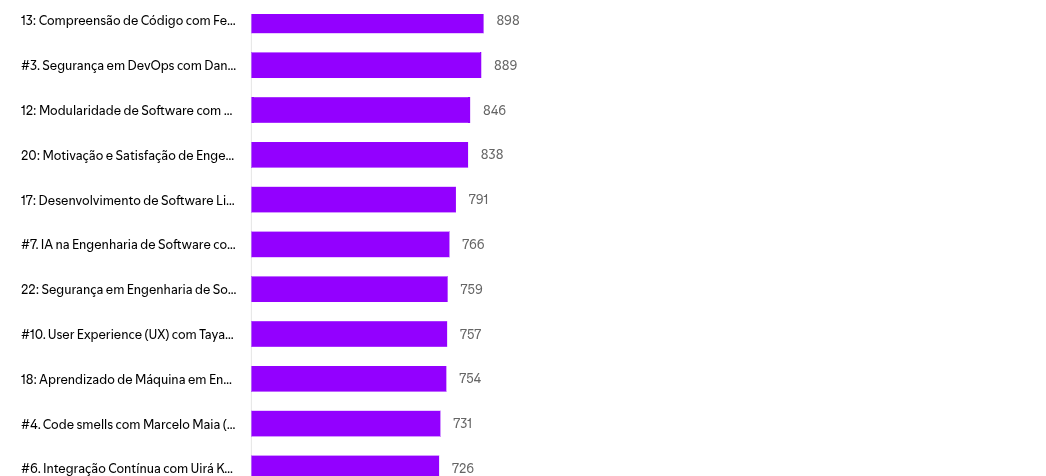 13: Compreensão de Código com Fe... 898
#3. Segurança em DevOps com Dan... 889
12: Modularidade de Software com ... 846
20: Motivação e Satisfação de Enge... 838
17: Desenvolvimento de Software Li... 791
#7. IA na Engenharia de Software co... 766
22: Segurança em Engenharia de So... 759
#10. User Experience (UX) com Taya... 757
18: Aprendizado de Máquina em En... 754
#4. Code smells com Marcelo Maia (... 731
#6. Integração Contínua com Uirá K... 726